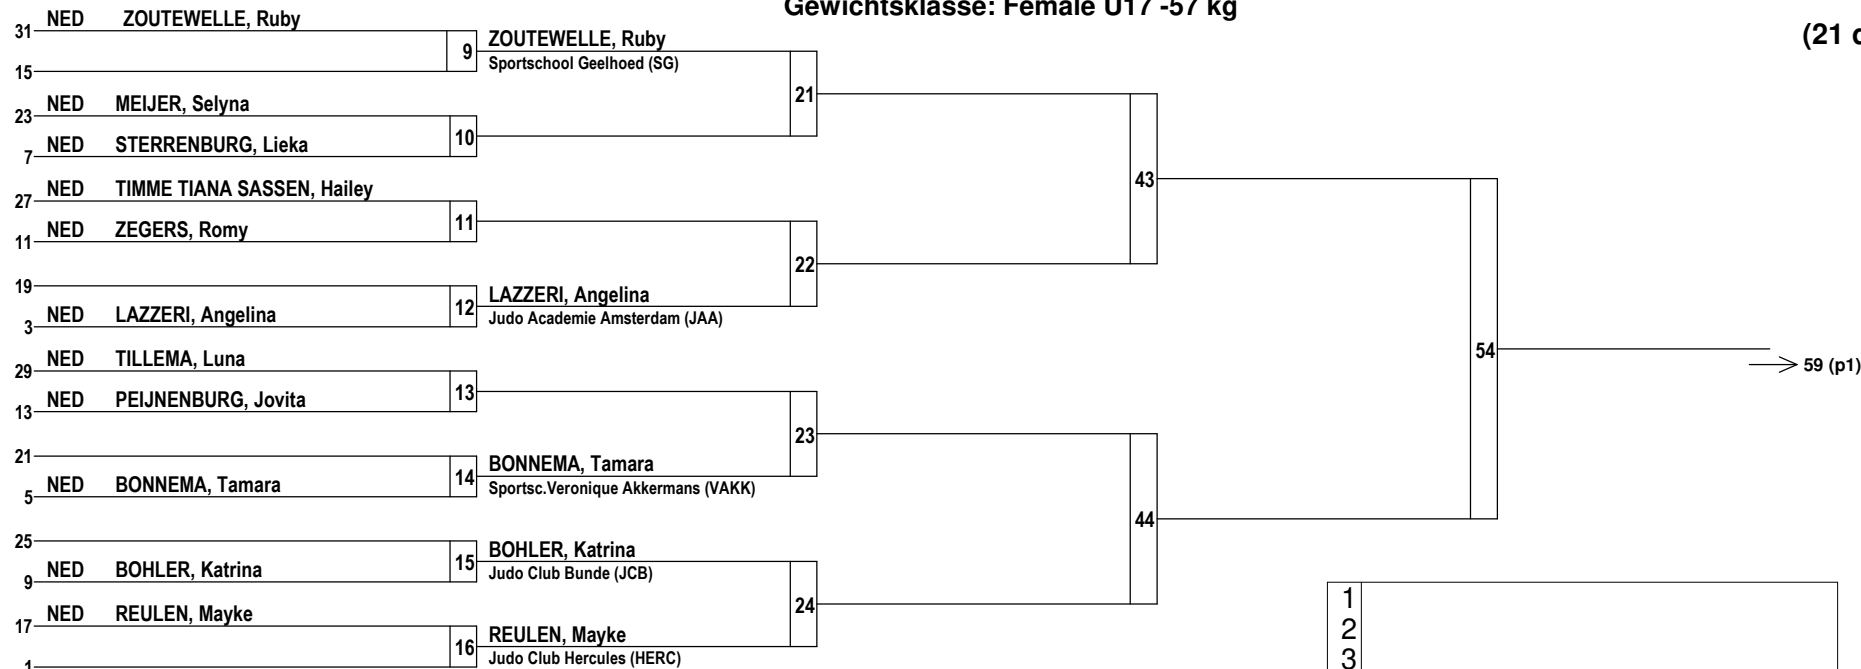 Gewichtsklasse: Female U17 -57 kg
(21
31 NED ZOUTEWELLE, Ruby
15
9 ZOUTEWELLE, Ruby
Sportschool Geelhoed (SG)
23 NED MEIJER, Selyna
7 NED STERRENBURG, Lieka
10
21
27 NED TIMME TIANA SASSEN, Hailey
11 NED ZEGERS, Romy
11
43
19
3 NED LAZZERI, Angelina
12 LAZZERI, Angelina
Judo Academie Amsterdam (JAA)
22
29 NED TILLEMA, Luna
13 NED PEIJNENBURG, Jovita
13
54
59 (p1)
21
5 NED BONNEMA, Tamara
14 BONNEMA, Tamara
Sportsc.Veronique Akkermans (VAKK)
23
25
9 NED BOHLER, Katrina
15 BOHLER, Katrina
Judo Club Bunde (JCB)
44
17 NED REULEN, Mayke
1
16 REULEN, Mayke
Judo Club Hercules (HERC)
24
1
2
3